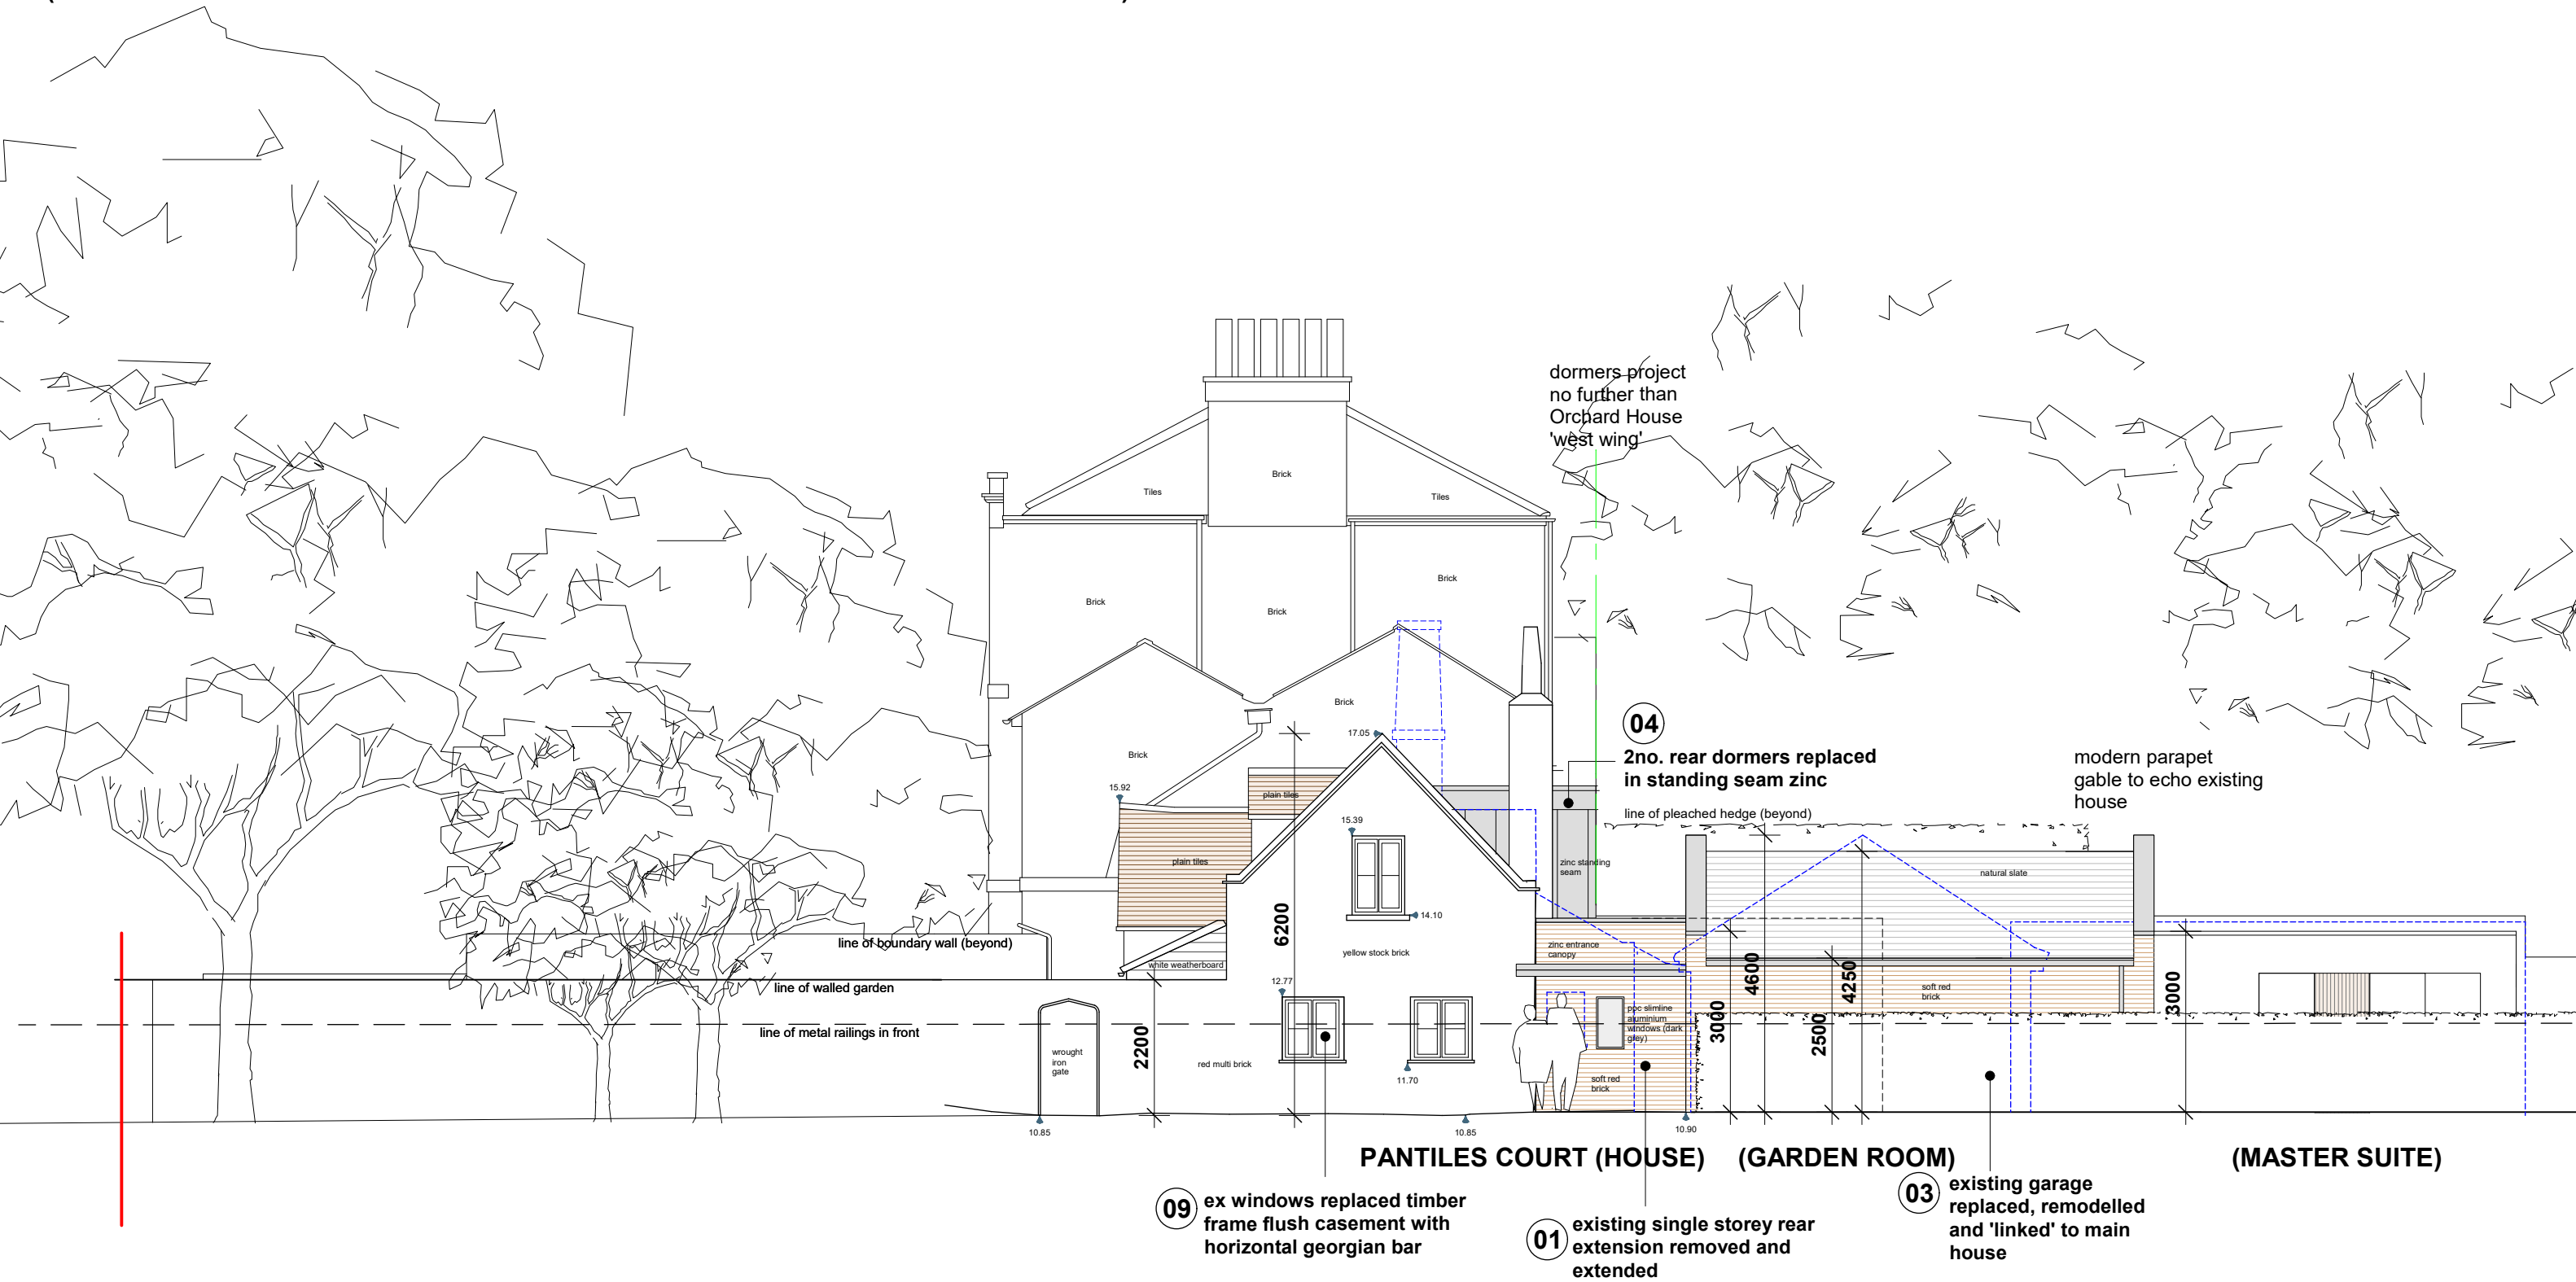 dormers project
no further than
Orchard House
'west wing'
Brick
Tiles
Tiles
Brick
Brick
Brick
Brick
Brick
17.05
04
2no. rear dormers replaced
in standing seam zinc
modern parapet
gable to echo existing
house
15.92
plain tiles
line of pleached hedge (beyond)
15.39
plain tiles
zinc standing
seam
natural slate
14.10
6200
line of boundary wall (beyond)
zinc entrance
canopy
yellow stock brick
white weatherboard
4600
4250
3000
12.77
line of walled garden
soft red
brick
ppc slimline
aluminium
windows (dark
grey)
3000
2500
line of metal railings in front
2200
wrought
iron
gate
red multi brick
11.70
soft red
brick
10.85
10.85
10.90
PANTILES COURT (HOUSE)
(GARDEN ROOM)
(MASTER SUITE)
09
ex windows replaced timber
frame flush casement with
horizontal georgian bar
01
existing single storey rear
extension removed and
extended
03
existing garage
replaced, remodelled
and 'linked' to main
house